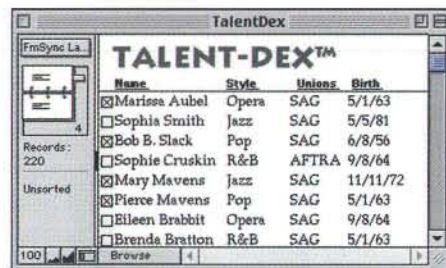 TalentDex
FmSync La...
4
Records:
220
Unsorted
TALENT-DEX™
Name Style Unions Birth
Marissa Aubel Opera SAG 5/1/63
Sophia Smith Jazz SAG 5/5/81
Bob B. Slack Pop SAG 6/8/56
Sophie Cruskin R&B AFTRA 9/8/64
Mary Mavens Jazz SAG 11/11/72
Pierce Mavens Pop SAG 5/1/63
Eileen Brabbit Opera SAG 9/8/64
Brenda Bratton R&B SAG 5/1/63
100 Browse